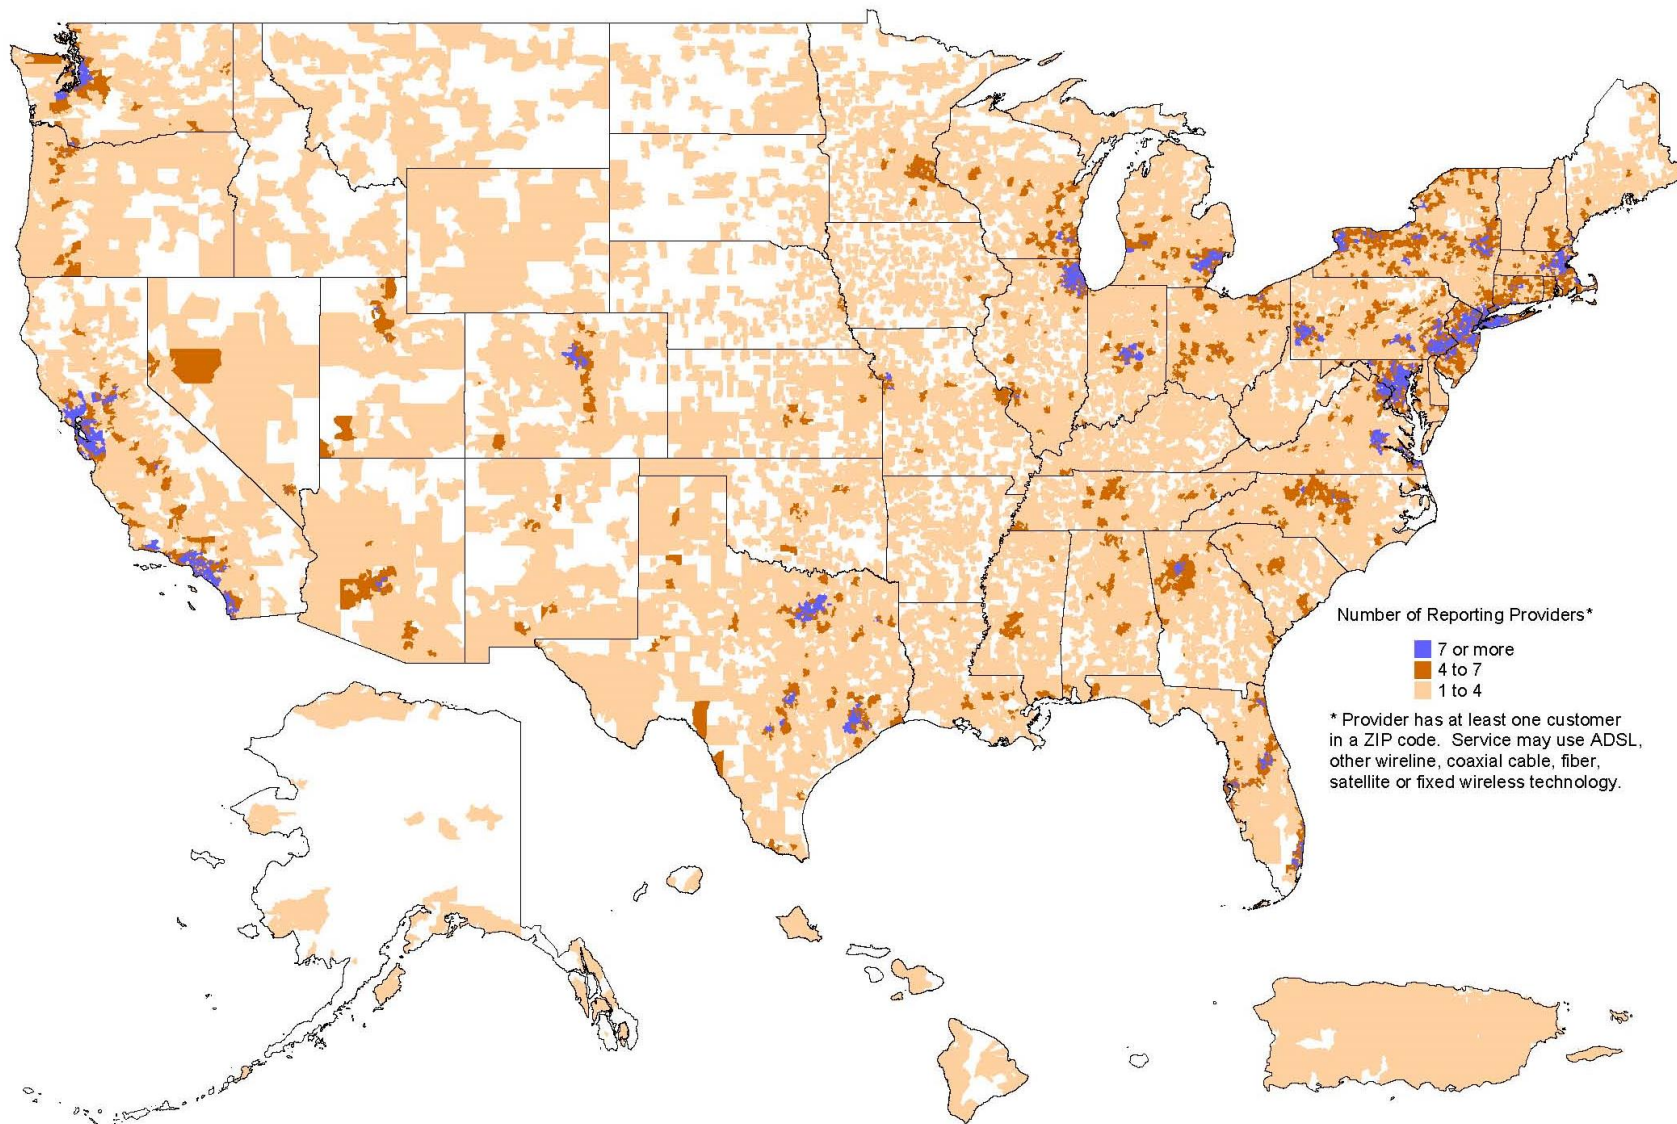 Number of Reporting Providers*
7 or more
4 to 7
1 to 4
* Provider has at least one customer
in a ZIP code. Service may use ADSL,
other wireline, coaxial cable, fiber,
satellite or fixed wireless technology.